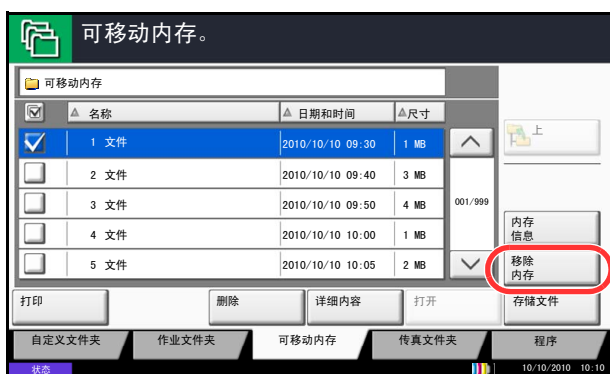 可移动内存。
可移动内存
名称 日期和时间 尺寸
1 文件 2010/10/10 09:30 1 MB
上
2 文件 2010/10/10 09:40 3 MB
3 文件 2010/10/10 09:50 4 MB
001/999
4 文件 2010/10/10 10:00 1 MB
内存
信息
5 文件 2010/10/10 10:05 2 MB
移除
内存
打印 删除 详细内容 打开 存储文件
自定义文件夹 作业文件夹 可移动内存 传真文件夹 程序
状态 10/10/2010 10:10